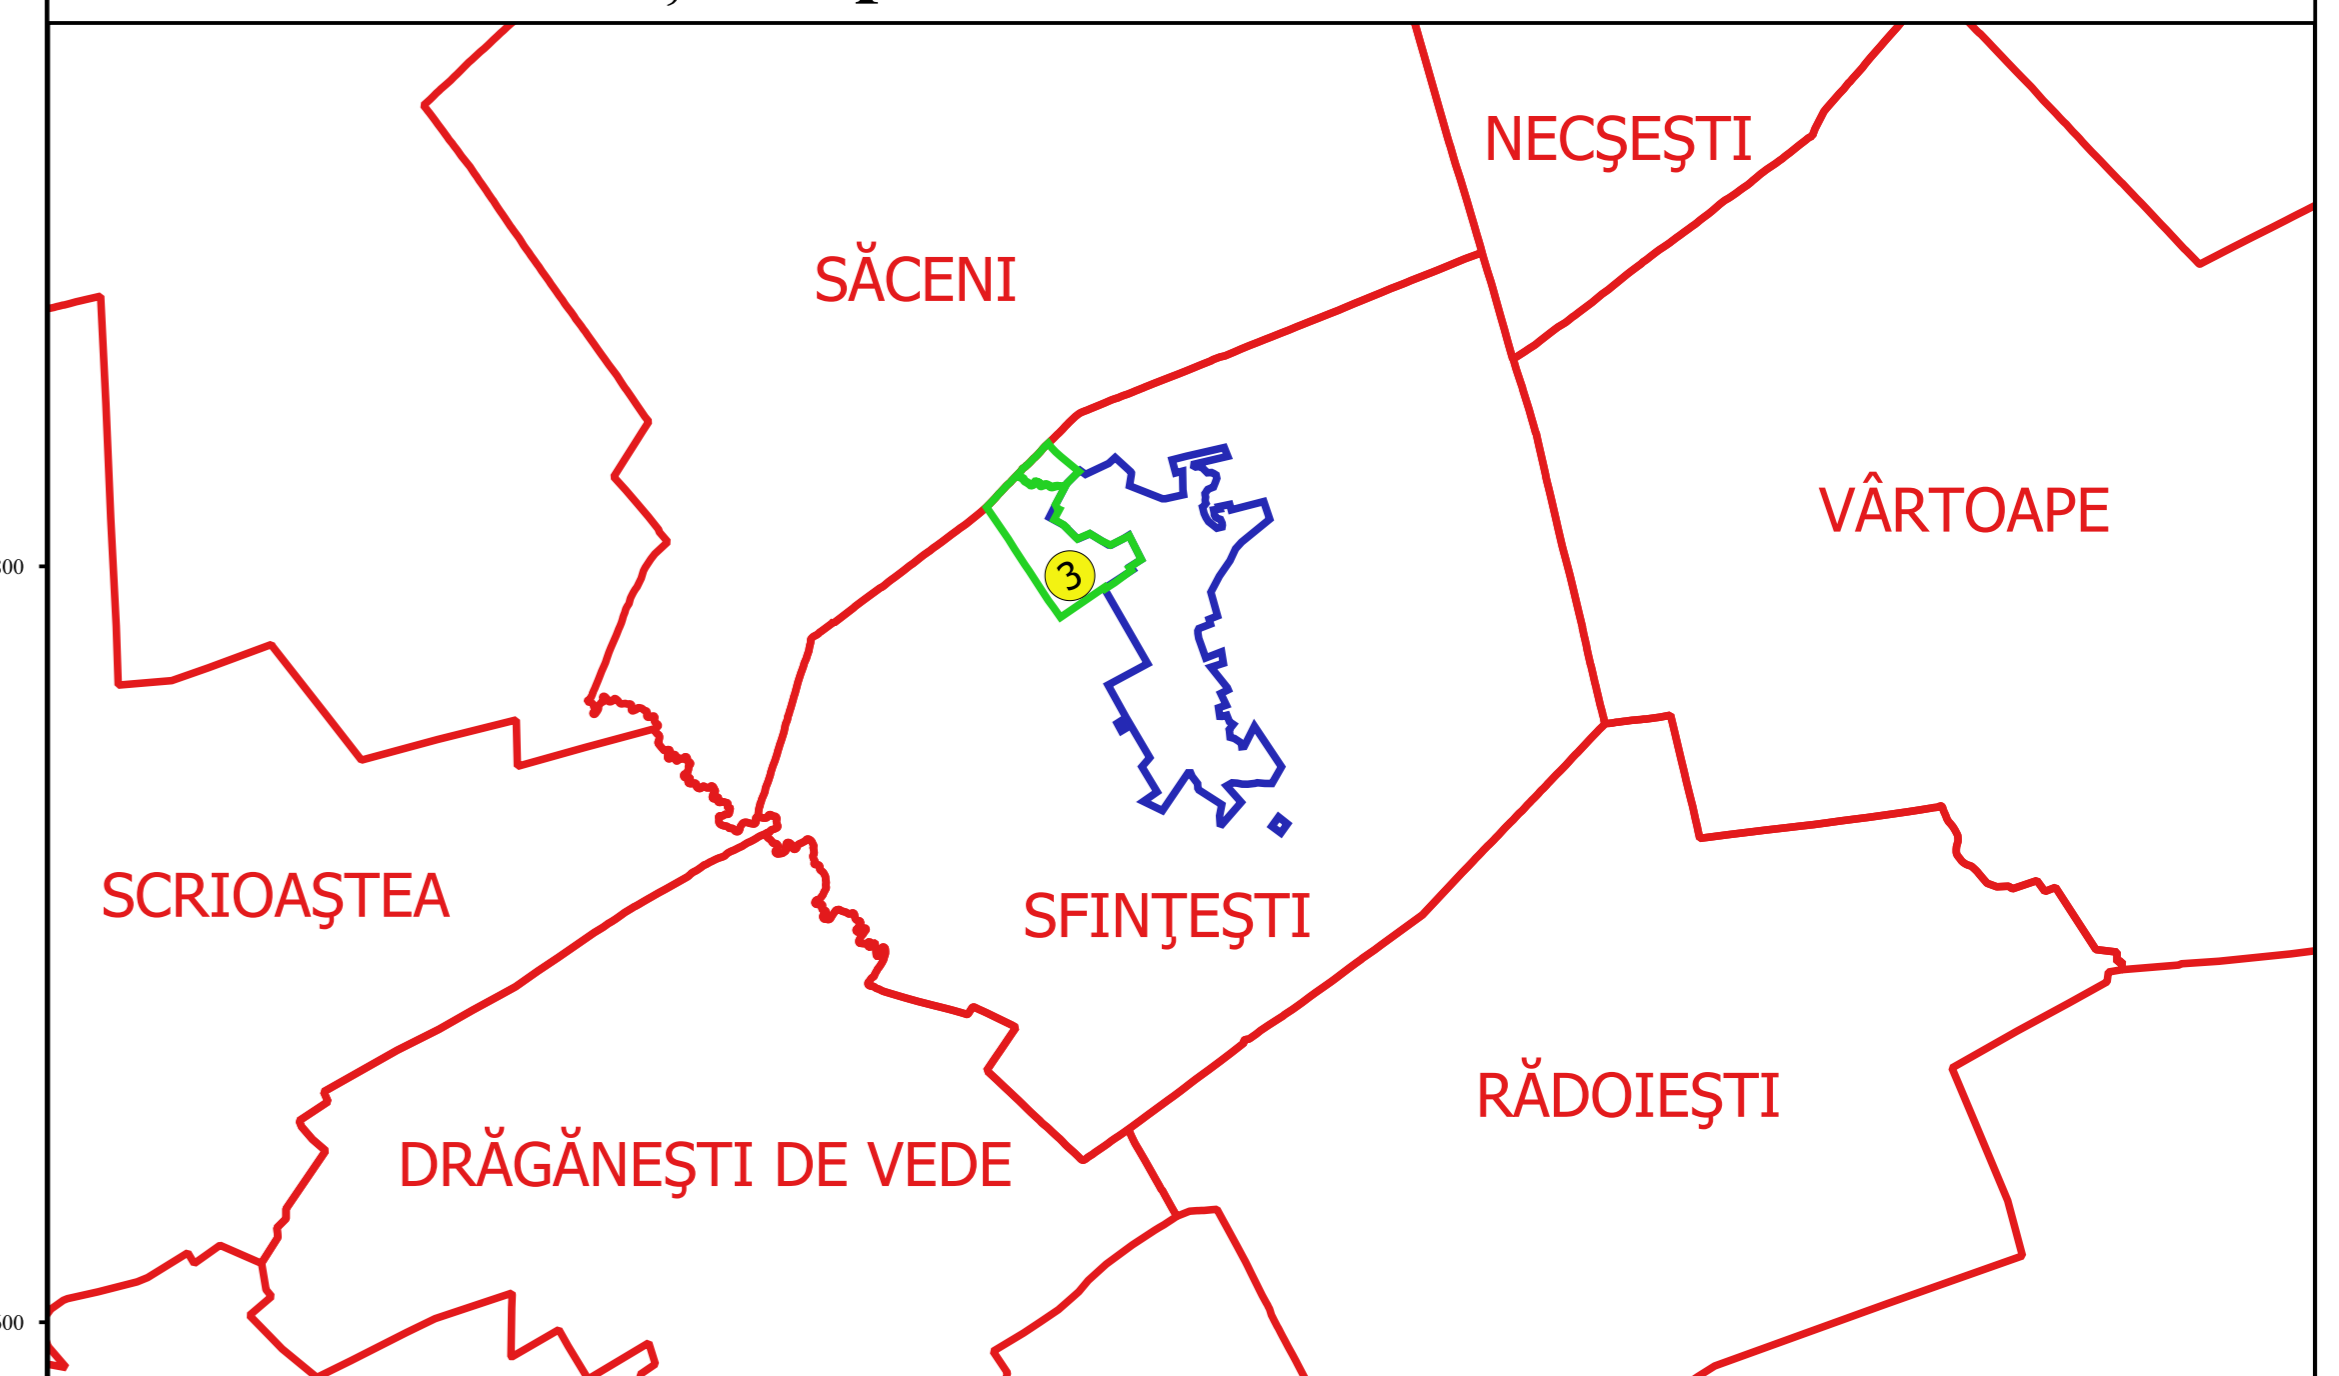 NECŞEŞTI
SĂCENI
VÂRTOAPE
3
SCRIOAŞTEA
SFINŢEŞTI
RĂDOIEŞTI
DRĂGĂNEŞTI DE VEDE